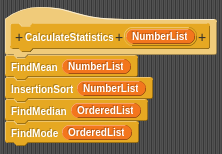 + CalculateStatistics + NumberList +
FindMean NumberList
InsertionSort NumberList
FindMedian OrderedList
FindMode OrderedList